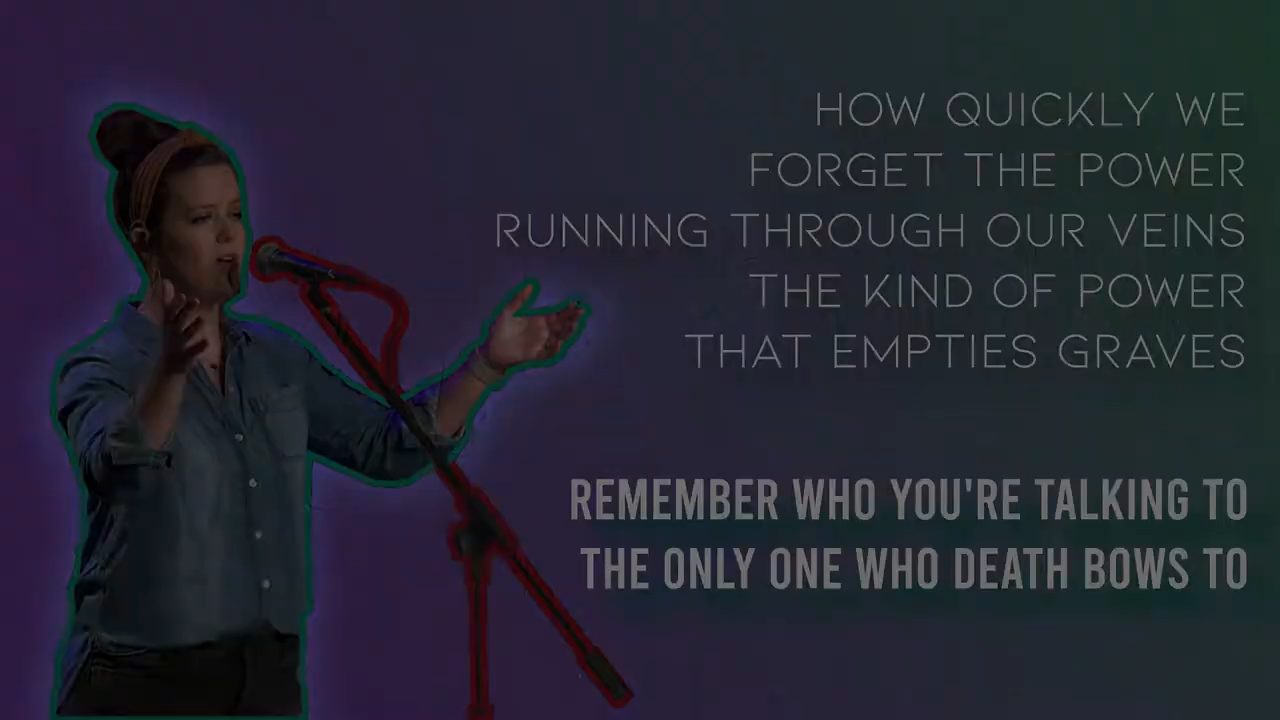 HOW QUICKLY WE
FORGET THE POWER
RUNNING THROUGH OUR VEINS
THE KIND OF POWER
THAT EMPTIES GRAVES
REMEMBER WHO YOU'RE TALKING TO
THE ONLY ONE WHO DEATH BOWS TO